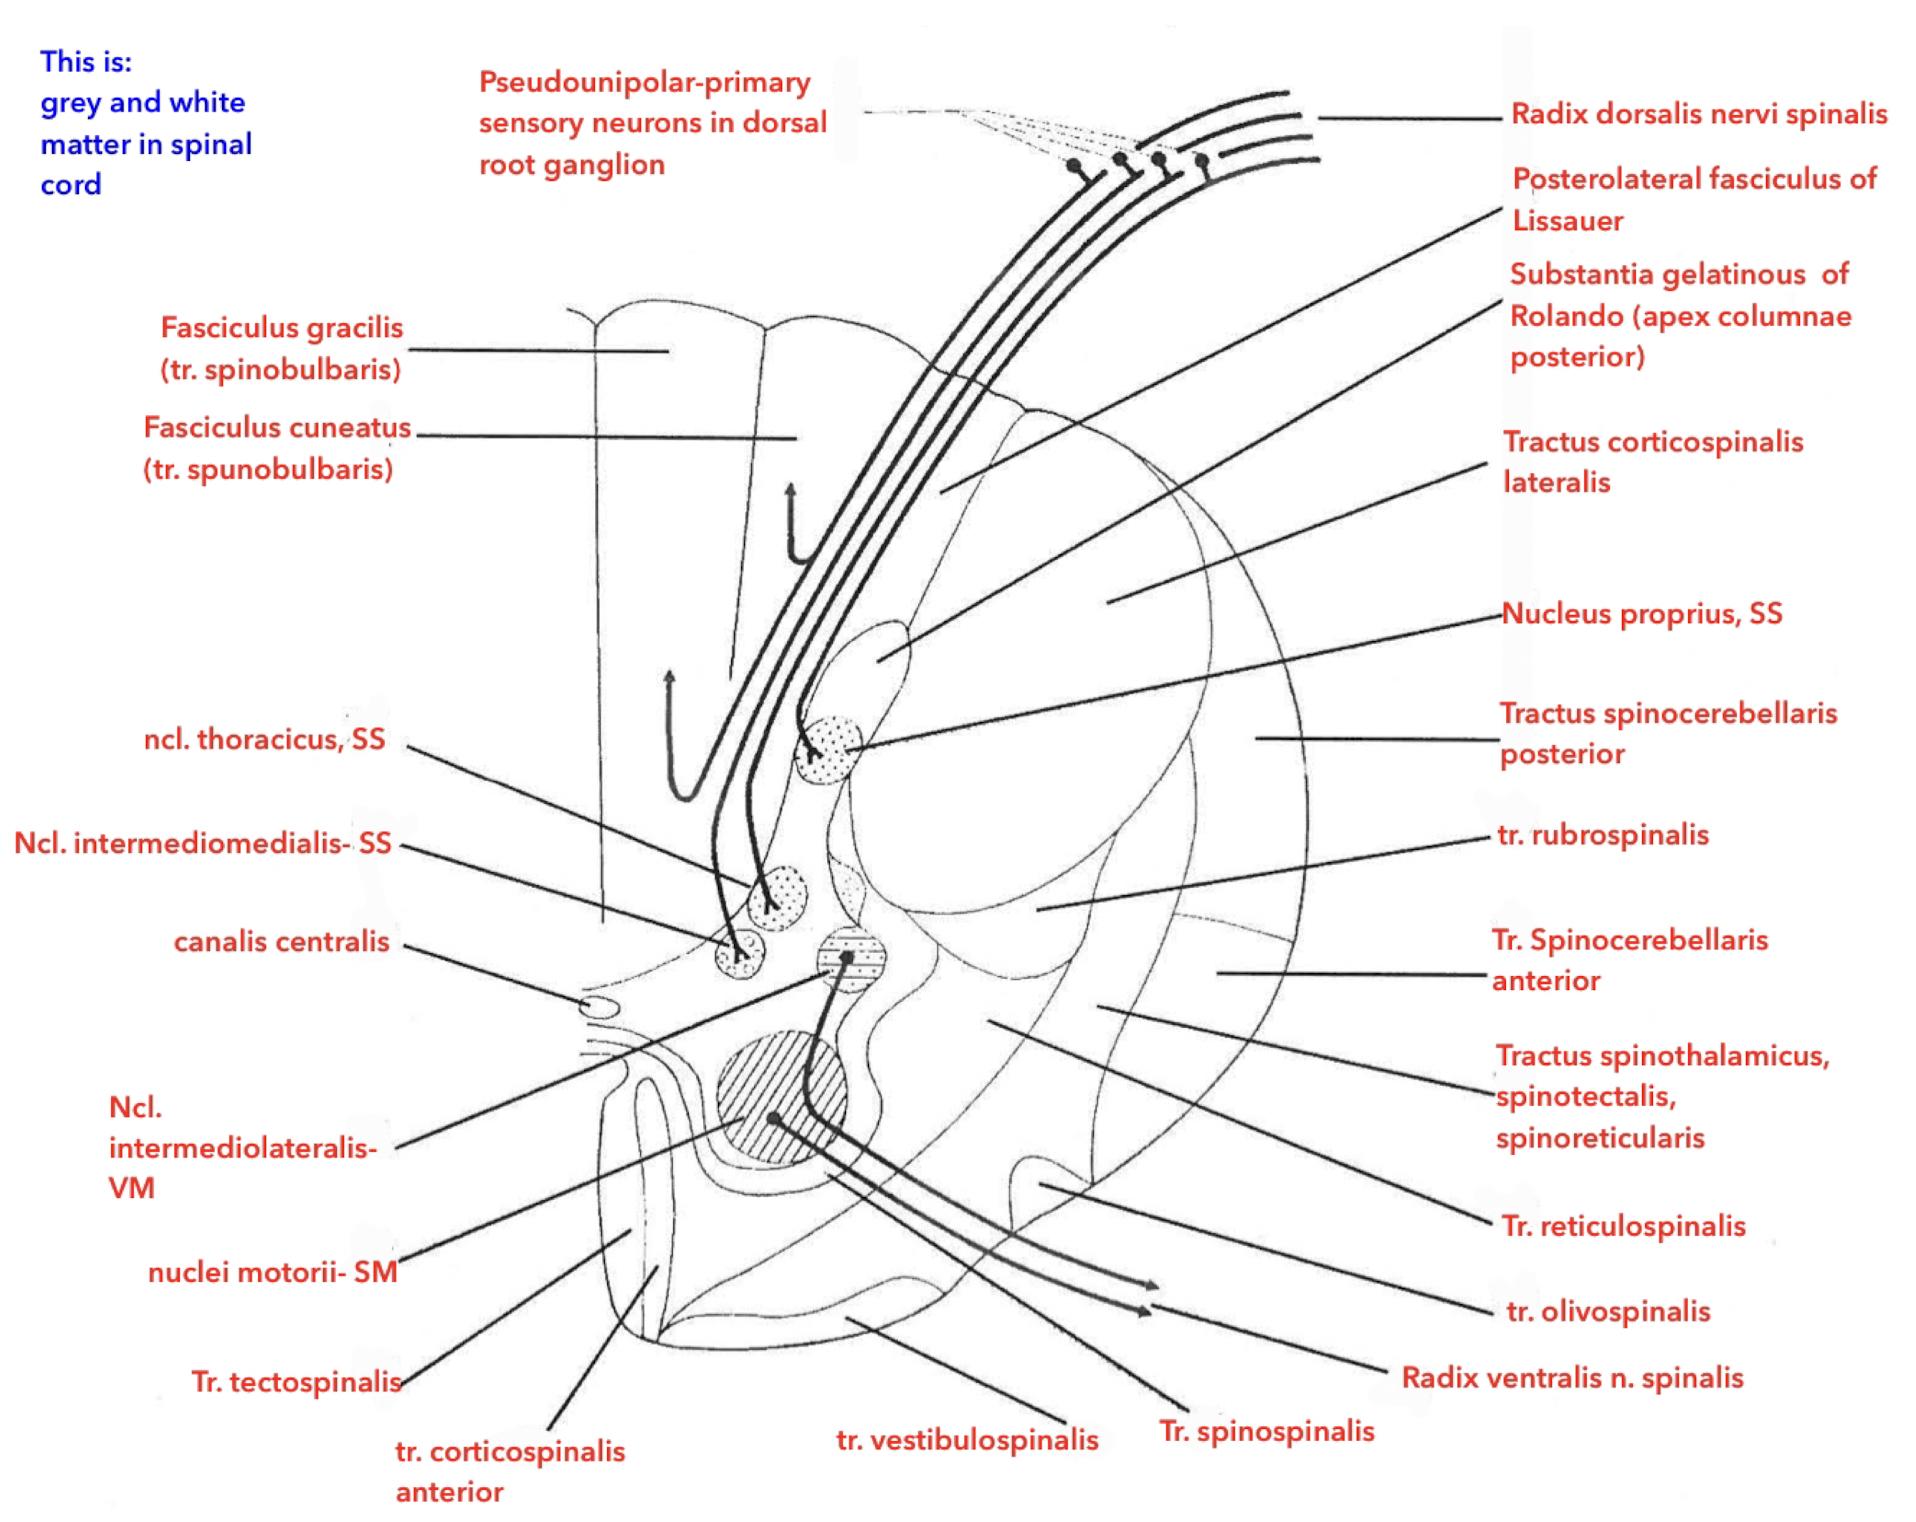 This is:
grey and white
matter in spinal
cord
Pseudounipolar-primary
sensory neurons in dorsal
root ganglion
Radix dorsalis nervi spinalis
Posterolateral fasciculus of
Lissauer
Substantia gelatinous of
Rolando (apex columnae
posterior)
Fasciculus gracilis
(tr. spinobulbaris)
Fasciculus cuneatus
(tr. spunobulbaris)
Tractus corticospinalis
lateralis
Nucleus proprius, SS
ncl. thoracicus, SS
Tractus spinocerebellaris
posterior
Ncl. intermediomedialis- SS
tr. rubrospinalis
canalis centralis
Tr. Spinocerebellaris
anterior
Tractus spinothalamicus,
spinotectalis,
spinoreticularis
Ncl.
intermediolateralis-
VM
Tr. reticulospinalis
nuclei motorii- SM
tr. olivospinalis
Tr. tectospinalis
Radix ventralis n. spinalis
tr. corticospinalis
anterior
tr. vestibulospinalis
Tr. spinospinalis